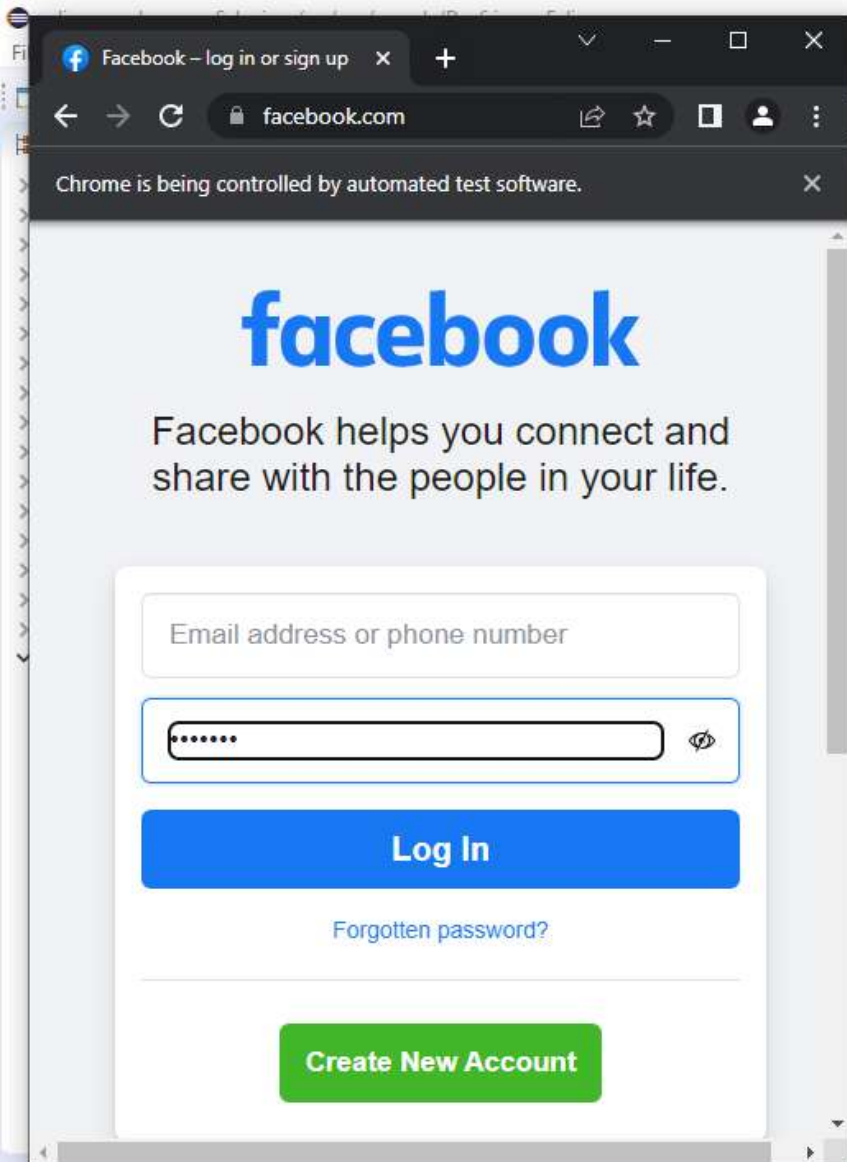 Fi
Facebook – log in or sign up
facebook.com
Chrome is being controlled by automated test software.
facebook
Facebook helps you connect and
share with the people in your life.
Email address or phone number
•••••••
Log In
Forgotten password?
Create New Account